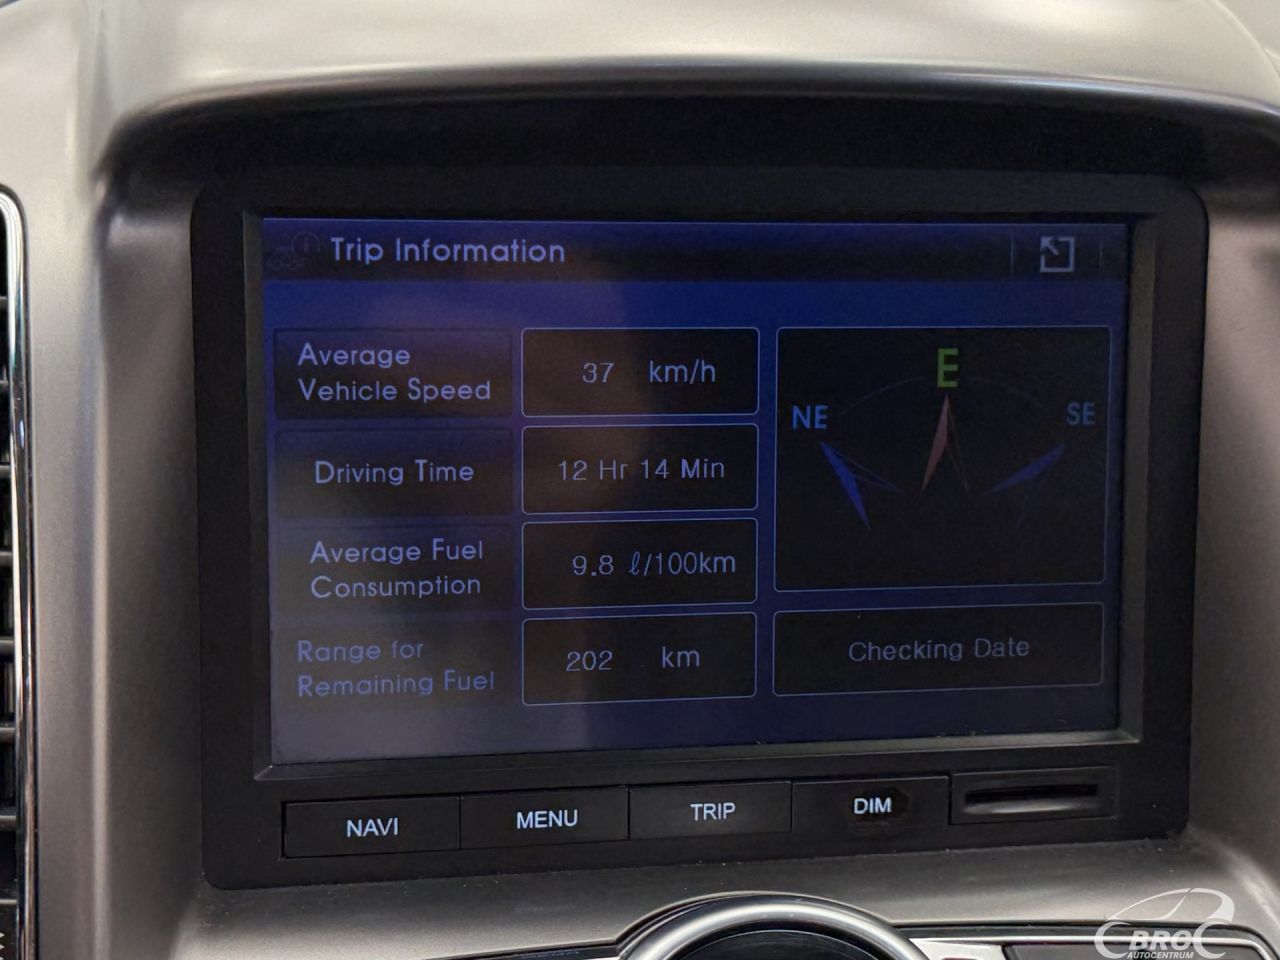 Trip Information
Average
Vehicle Speed
37 km/h
Driving Time
12 Hr 14 Min
Average Fuel
Consumption
9.8 ℓ/100km
Range for
Remaining Fuel
202 km
E
NE
SE
Checking Date
NAVI
MENU
TRIP
DIM
BRC
AUTOCENTRUM